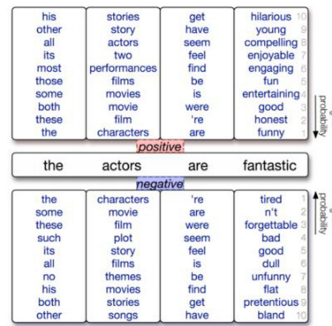 his stories get hilarious 10
other story have young 9
all actors seem compelling 8
its two feel enjoyable 7
most performances find engaging 6
those films be fun 5
some movies is entertaining 4
both movie were good 3
these film 're honest 2
the characters are funny 1
probability
positive
the actors are fantastic
negative
the characters 're tired 1
some movie are n't 2
these film were forgettable 3
such plot seem bad 4
its story feel good 5
all films is dull 6
no themes be unfunny 7
his movies find flat 8
both stories get pretentious 9
other songs have bland 10
probability